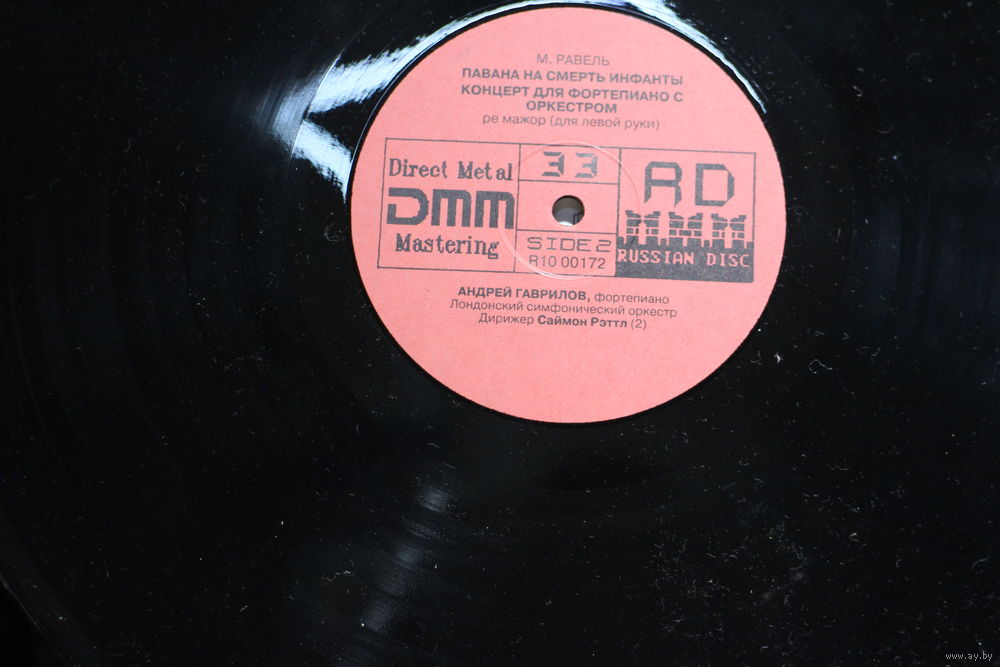 М. РАВЕЛЬ
ПАВАНА НА СМЕРТЬ ИНФАНТЫ
КОНЦЕРТ ДЛЯ ФОРТЕПИАНО С
ОРКЕСТРОМ
ре мажор (для левой руки)
Direct Metal
DMM
Mastering
33
SIDE 2
R10 00172
RD
RUSSIAN DISC
АНДРЕЙ ГАВРИЛОВ, фортепиано
Лондонский симфонический оркестр
Дирижер Саймон Рэттл (2)
www.ay.by